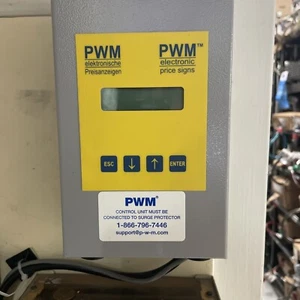 PWM
elektronische
Preisanzeigen
PWM™
electronic
price signs
ESC
↓
↑
ENTER
PWM®
CONTROL UNIT MUST BE
CONNECTED TO SURGE PROTECTOR
1-866-796-7446
support@p-w-m.com